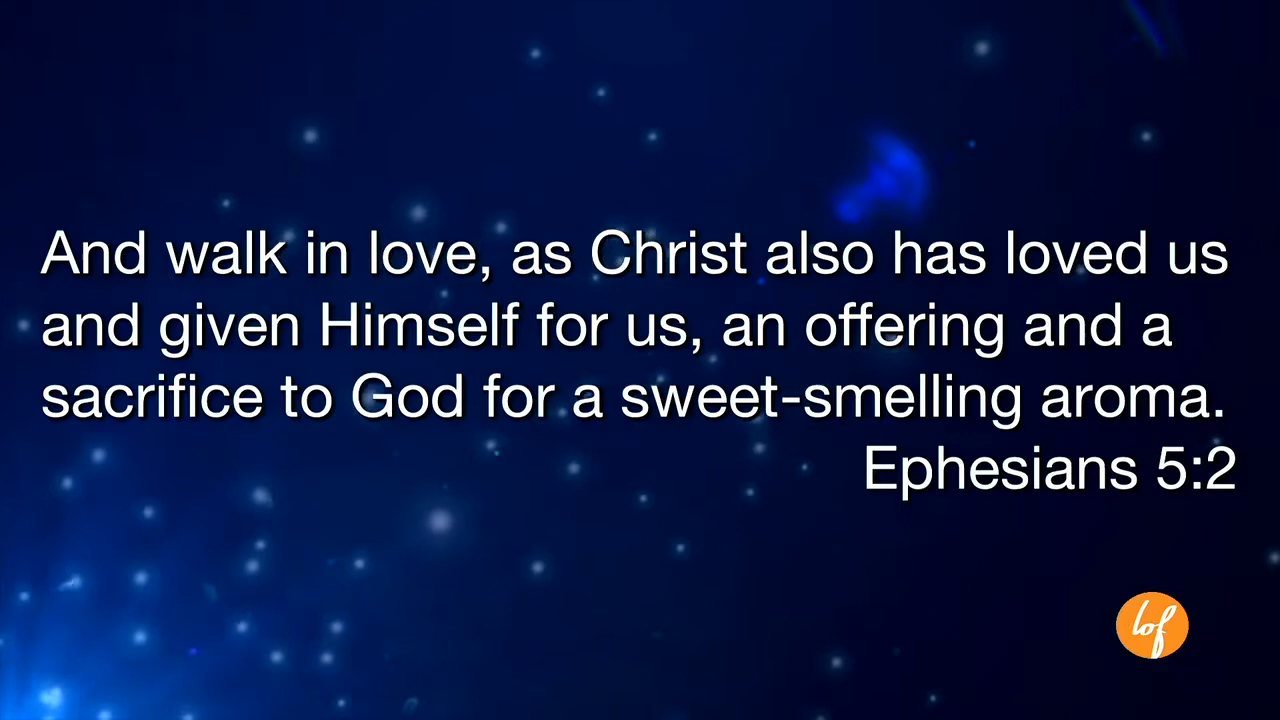 And walk in love, as Christ also has loved us
and given Himself for us, an offering and a
sacrifice to God for a sweet-smelling aroma.
Ephesians 5:2
lof